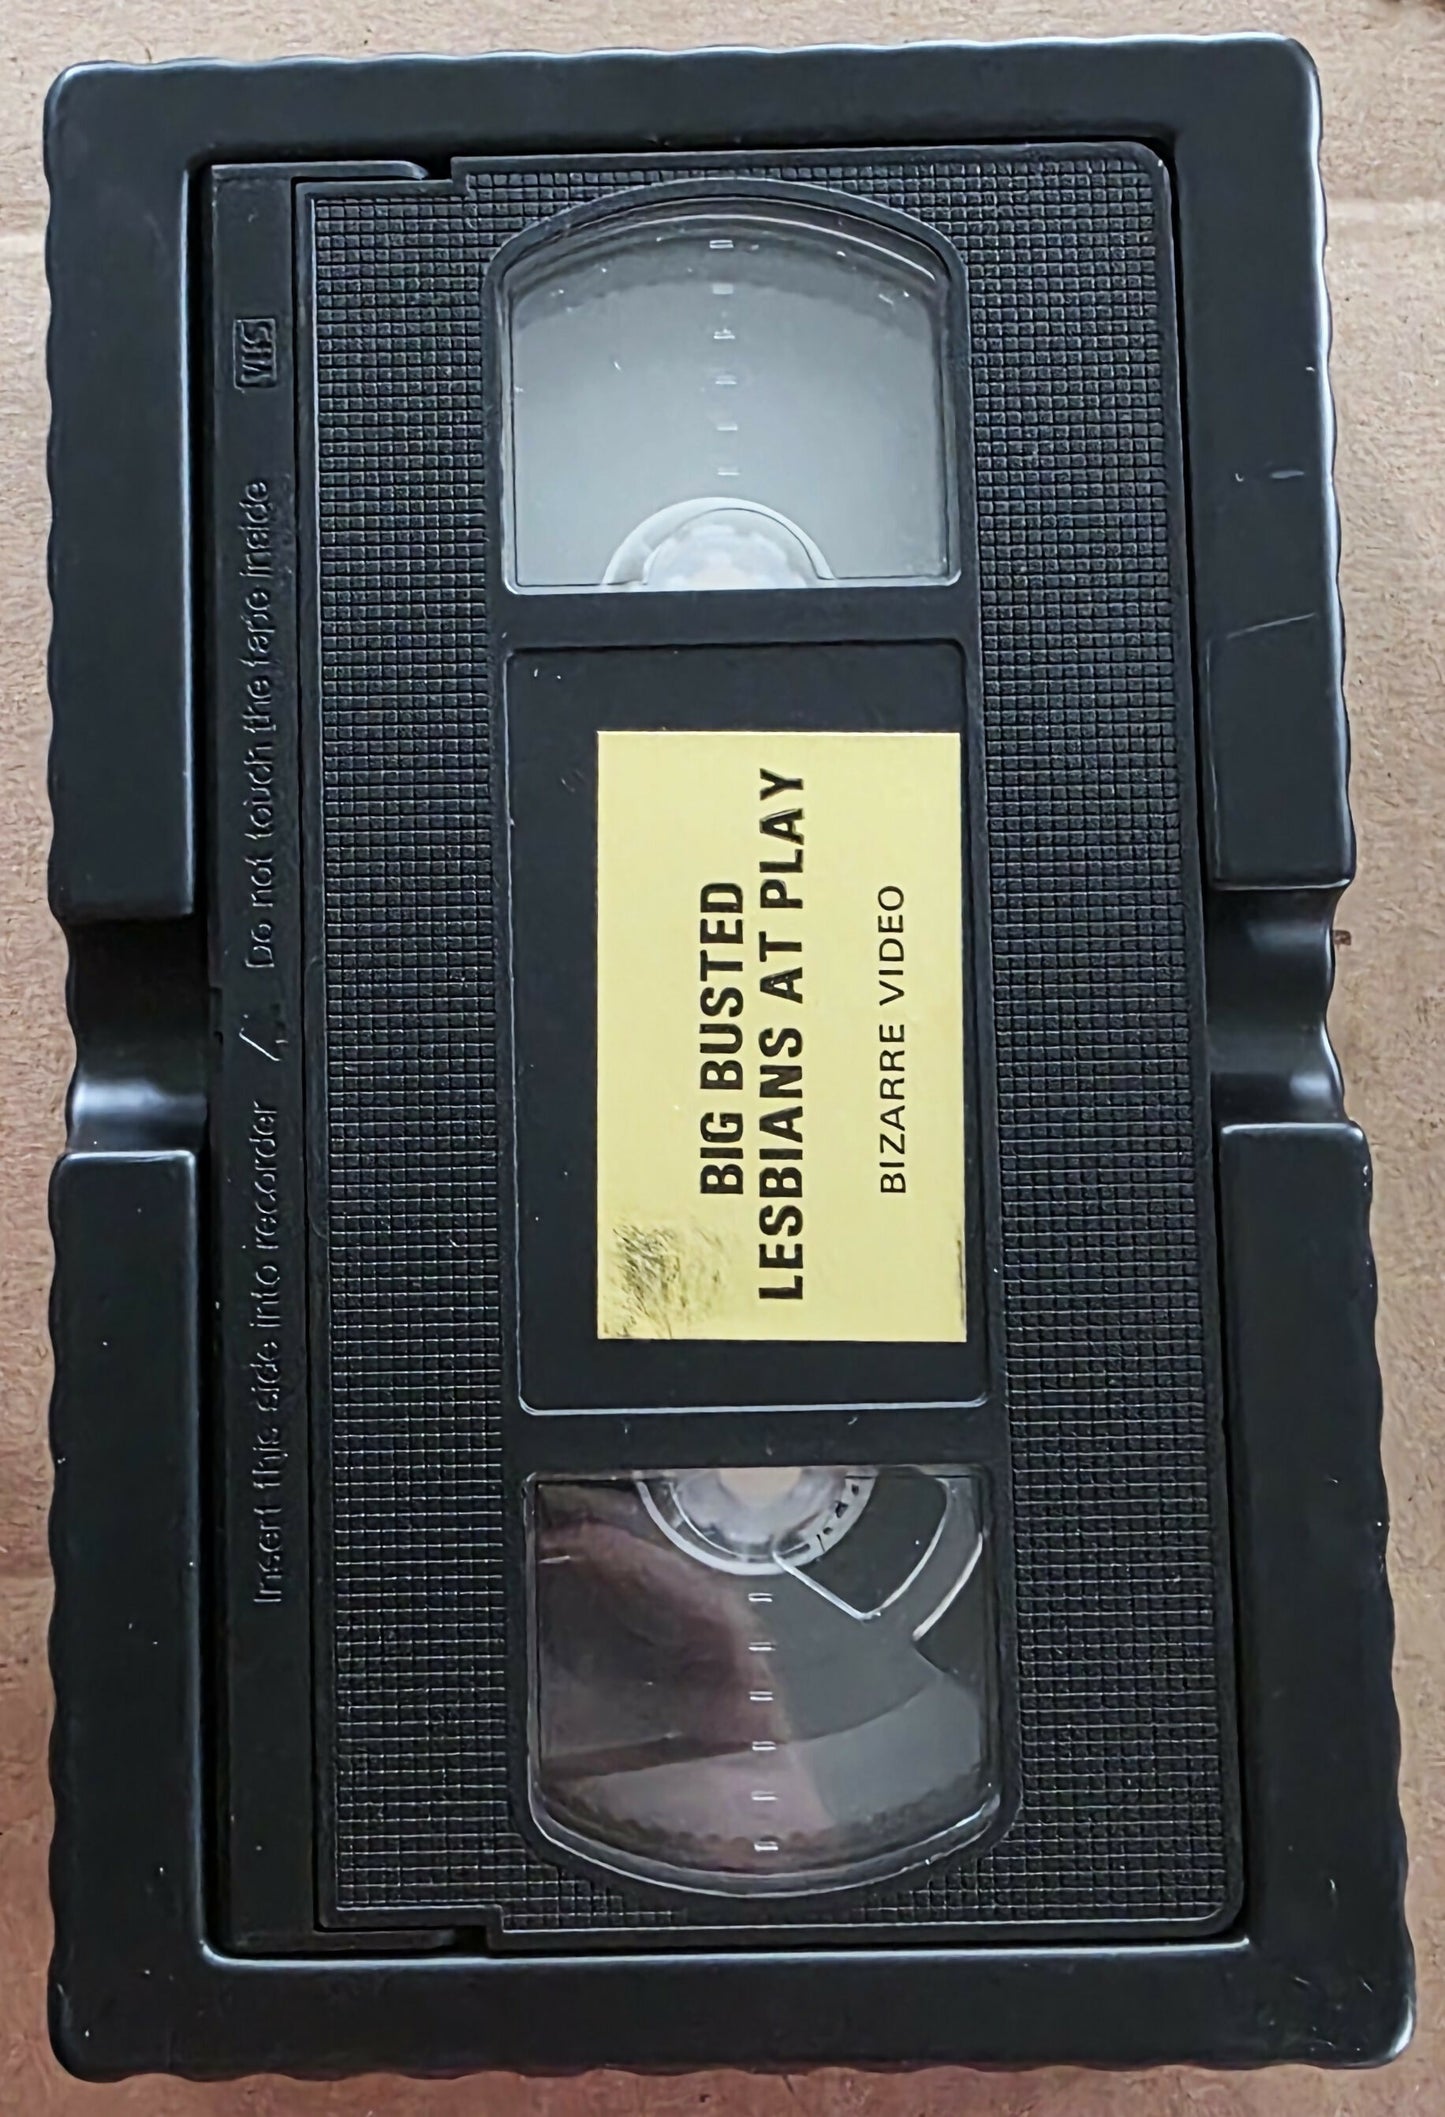 VHS
Insert this side into recorder
Do not touch the tape inside
BIG BUSTED
LESBIANS AT PLAY
BIZARRE VIDEO